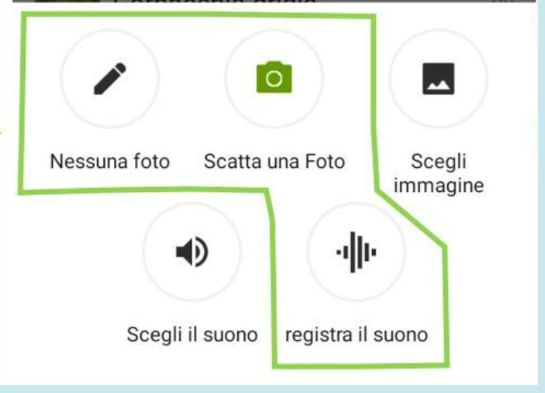 Nessuna foto
Scatta una Foto
Scegli
immagine
Scegli il suono
registra il suono